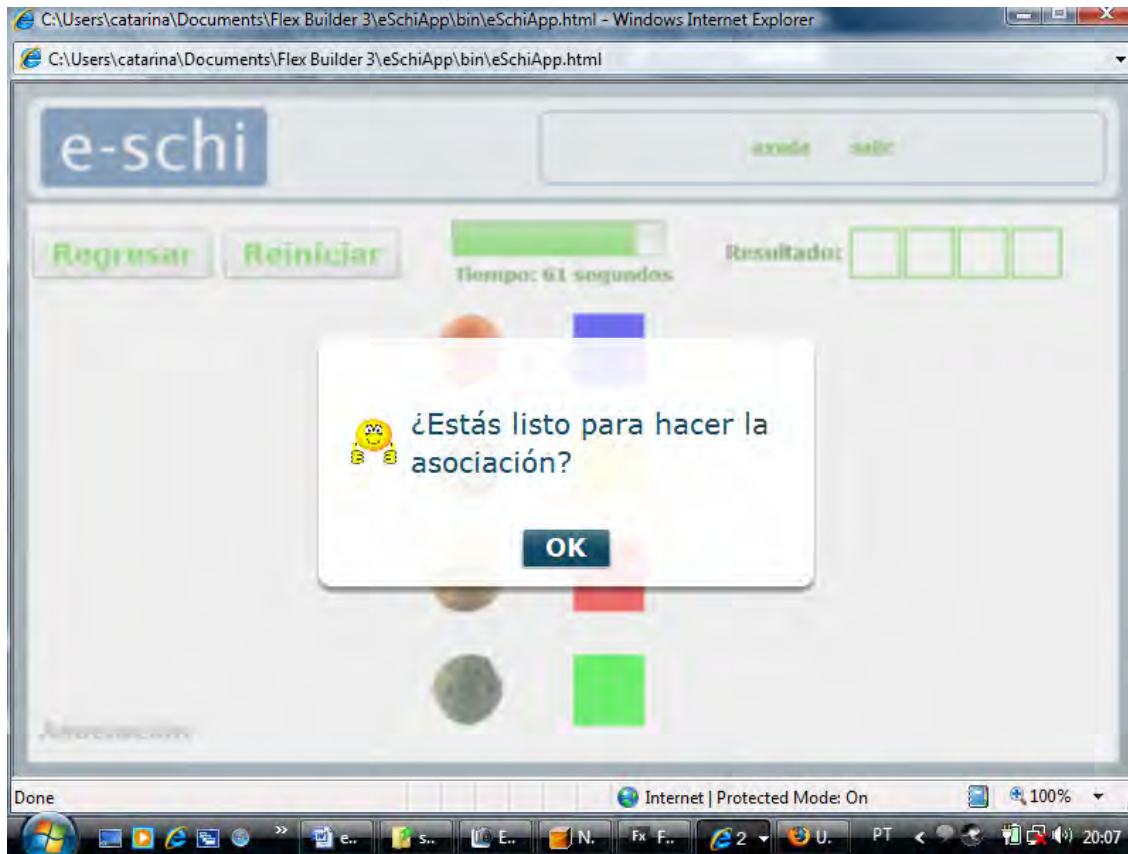 C:\Users\catarina\Documents\Flex Builder 3\eSchiApp\bin\eSchiApp.html - Windows Internet Explorer
C:\Users\catarina\Documents\Flex Builder 3\eSchiApp\bin\eSchiApp.html
e-schi
ayuda salir
Regresar Reiniciar Tiempo: 61 segundos Resultado:
¿Estás listo para hacer la
asociación?
OK
Asociación
Done Internet | Protected Mode: On 100%
e.. s.. E.. N. F.. 2 U. PT 20:07